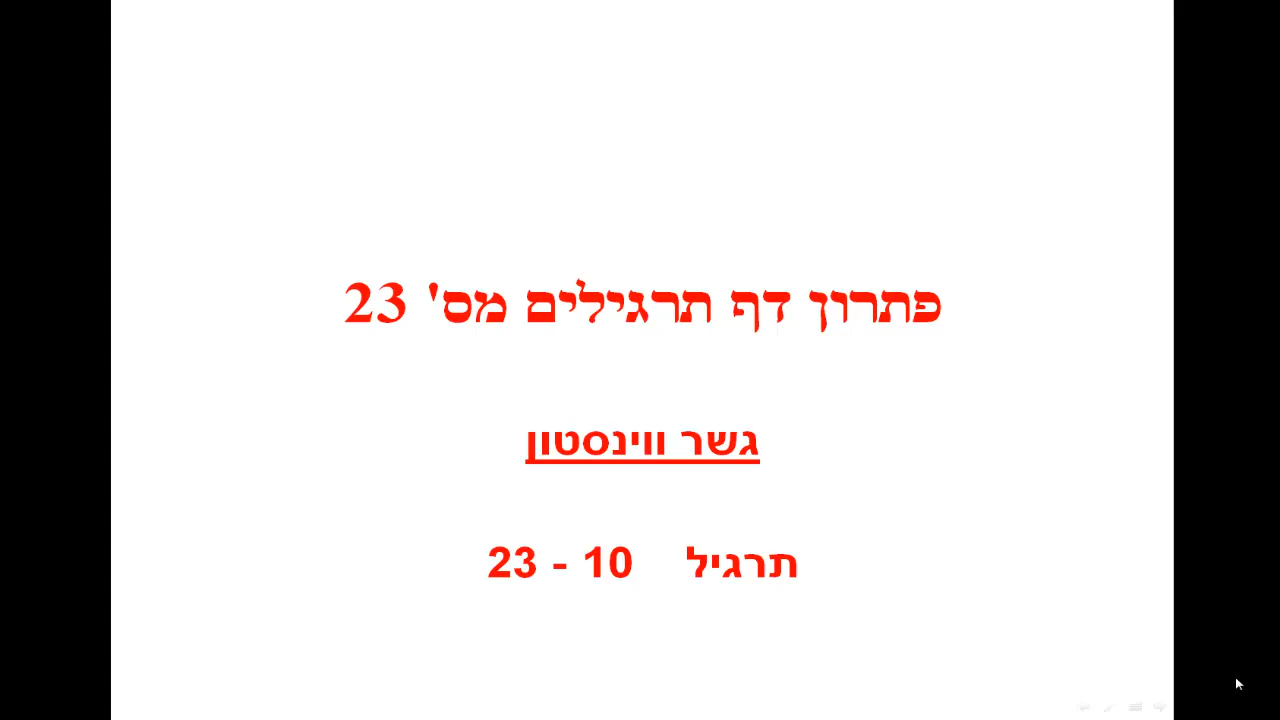 פתרון דף תרגילים מס' 23
גשר ווינסטון
תרגיל 10 - 23